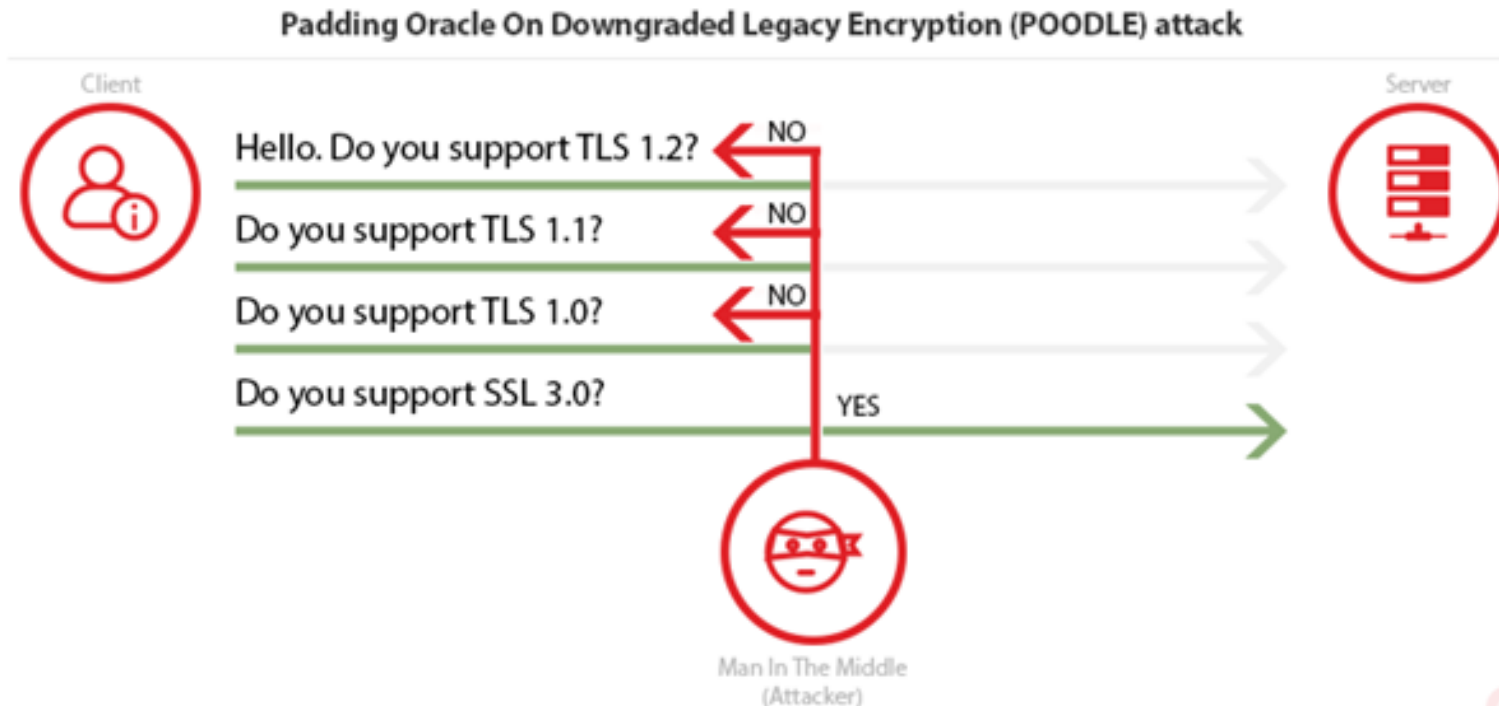 Padding Oracle On Downgraded Legacy Encryption (POODLE) attack
Client
Server
Hello. Do you support TLS 1.2?
NO
Do you support TLS 1.1?
NO
Do you support TLS 1.0?
NO
Do you support SSL 3.0?
YES
Man In The Middle
(Attacker)